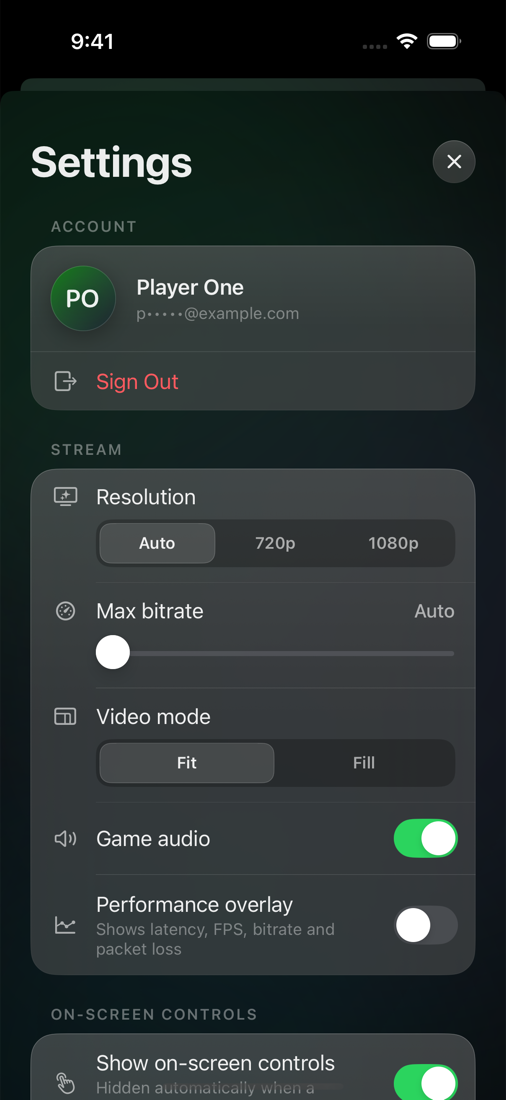 9:41
Settings
ACCOUNT
PO
Player One
p•••••@example.com
Sign Out
STREAM
Resolution
Auto
720p
1080p
Max bitrate
Auto
Video mode
Fit
Fill
Game audio
Performance overlay
Shows latency, FPS, bitrate and
packet loss
ON-SCREEN CONTROLS
Show on-screen controls
Hidden automatically when a